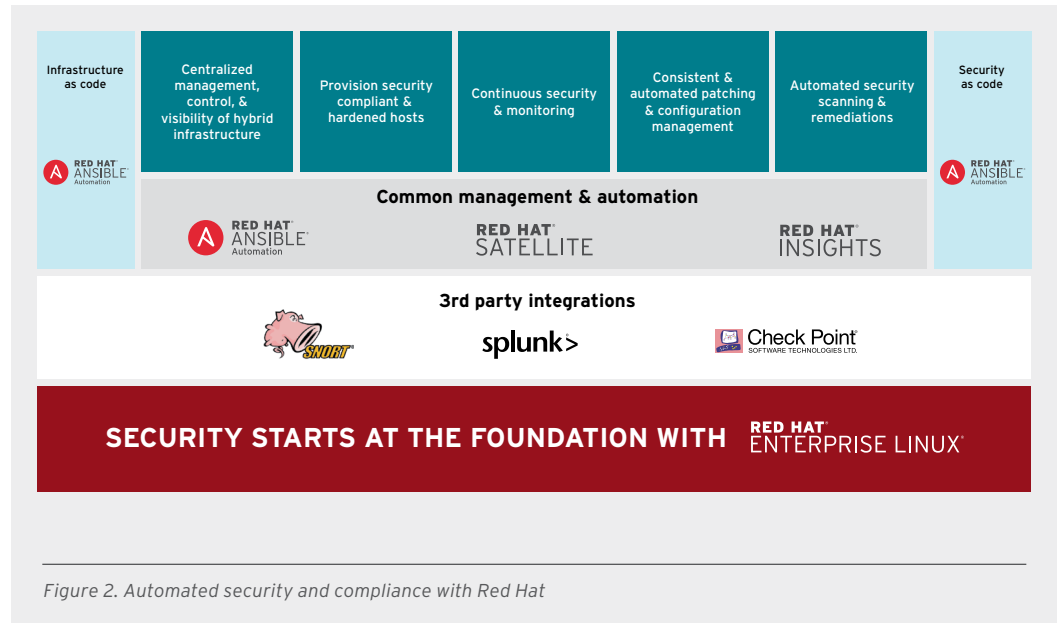 Infrastructure
as code
RED HAT®
ANSIBLE®
Automation
Centralized
management,
control, &
visibility of hybrid
infrastructure
Provision security
compliant &
hardened hosts
Continuous security
& monitoring
Consistent &
automated patching
& configuration
management
Automated security
scanning &
remediations
Security
as code
RED HAT®
ANSIBLE®
Automation
Common management & automation
RED HAT®
ANSIBLE®
Automation
RED HAT®
SATELLITE
RED HAT®
INSIGHTS
3rd party integrations
SNORT®
splunk>®
Check Point®
SOFTWARE TECHNOLOGIES LTD.
SECURITY STARTS AT THE FOUNDATION WITH
RED HAT®
ENTERPRISE LINUX®
Figure 2. Automated security and compliance with Red Hat